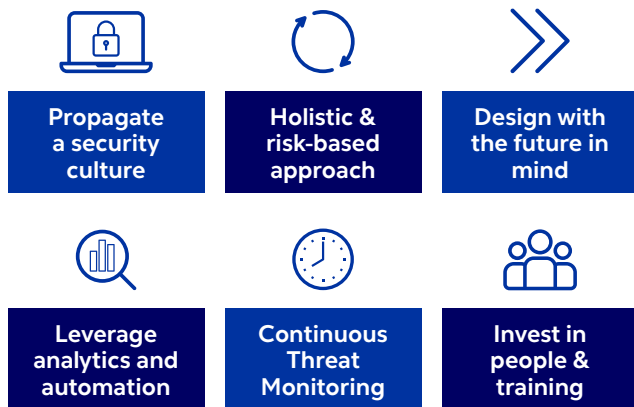 Propagate
a security
culture
Holistic &
risk-based
approach
Design with
the future in
mind
Leverage
analytics and
automation
Continuous
Threat
Monitoring
Invest in
people &
training